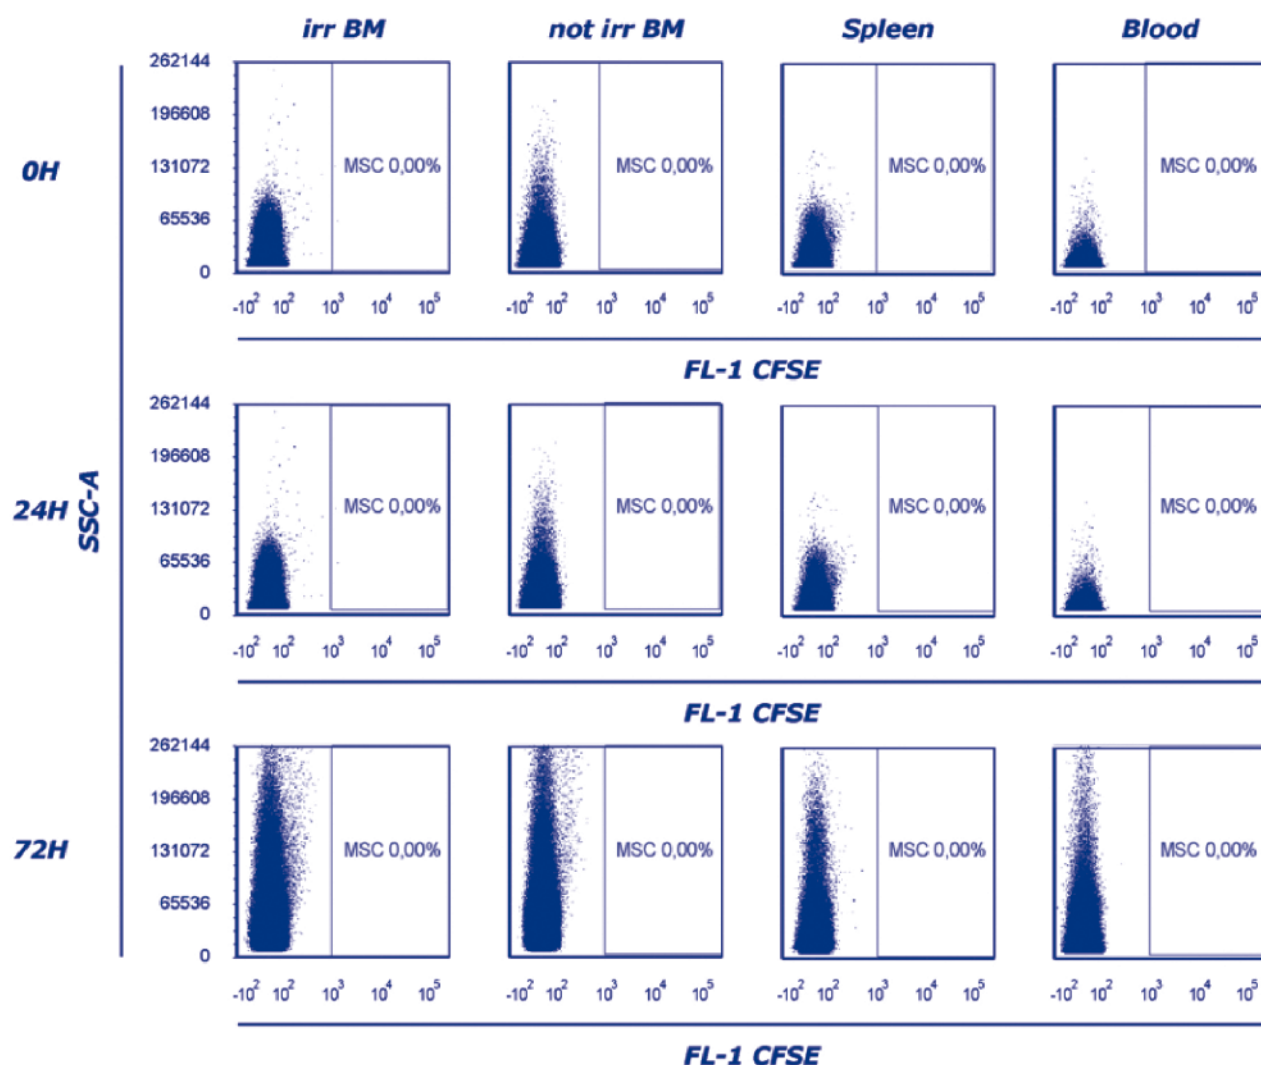 irr BM not irr BM Spleen Blood
262144
196608
0H 131072 MSC 0,00% MSC 0,00% MSC 0,00% MSC 0,00%
65536
0
-10² 10² 10³ 10⁴ 10⁵ -10² 10² 10³ 10⁴ 10⁵ -10² 10² 10³ 10⁴ 10⁵ -10² 10² 10³ 10⁴ 10⁵
FL-1 CFSE
262144
196608
24H SSC-A 131072 MSC 0,00% MSC 0,00% MSC 0,00% MSC 0,00%
65536
0
-10² 10² 10³ 10⁴ 10⁵ -10² 10² 10³ 10⁴ 10⁵ -10² 10² 10³ 10⁴ 10⁵ -10² 10² 10³ 10⁴ 10⁵
FL-1 CFSE
262144
196608
72H 131072 MSC 0,00% MSC 0,00% MSC 0,00% MSC 0,00%
65536
0
-10² 10² 10³ 10⁴ 10⁵ -10² 10² 10³ 10⁴ 10⁵ -10² 10² 10³ 10⁴ 10⁵ -10² 10² 10³ 10⁴ 10⁵
FL-1 CFSE